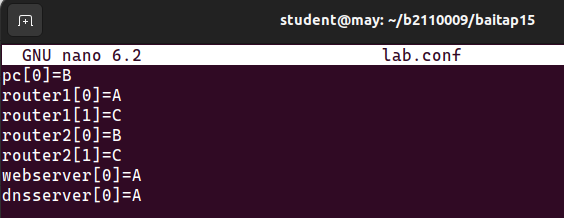 student@may: ~/b2110009/baitap15
GNU nano 6.2 lab.conf
pc[0]=B
router1[0]=A
router1[1]=C
router2[0]=B
router2[1]=C
webserver[0]=A
dnsserver[0]=A